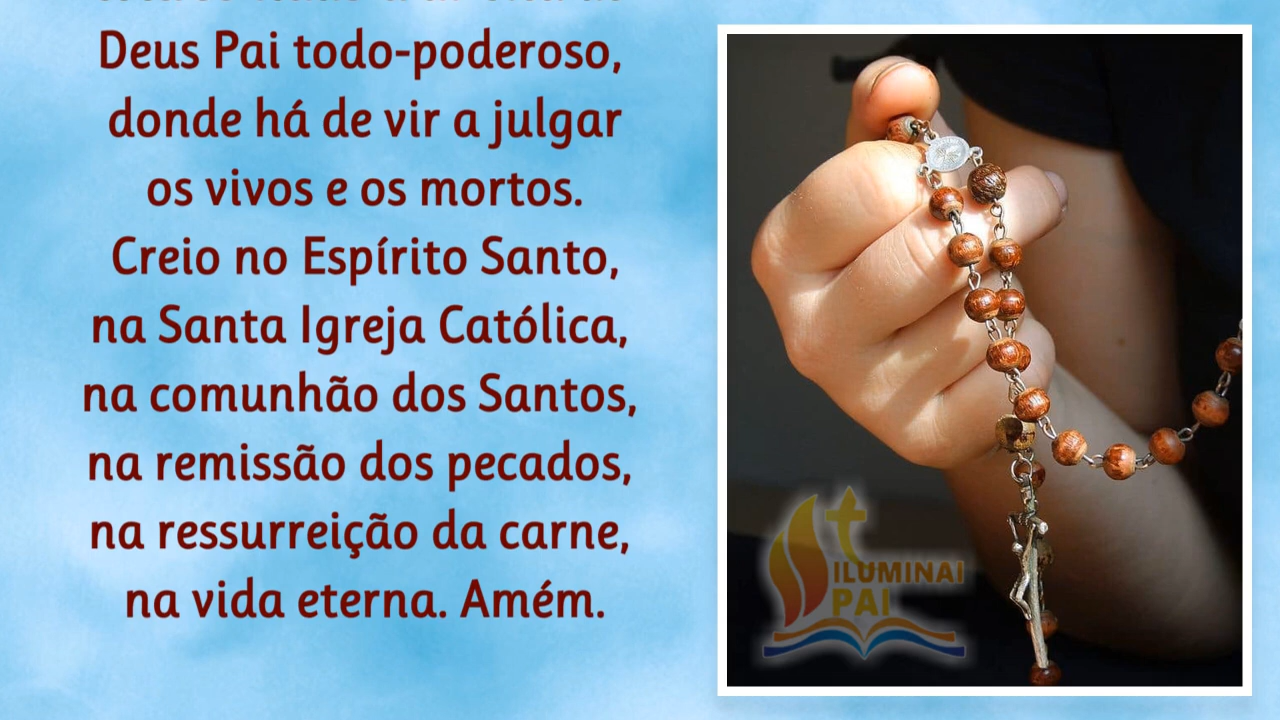 Deus Pai todo-poderoso,
donde há de vir a julgar
os vivos e os mortos.
Creio no Espírito Santo,
na Santa Igreja Católica,
na comunhão dos Santos,
na remissão dos pecados,
na ressurreição da carne,
na vida eterna. Amém.
ILUMINAI
PAI